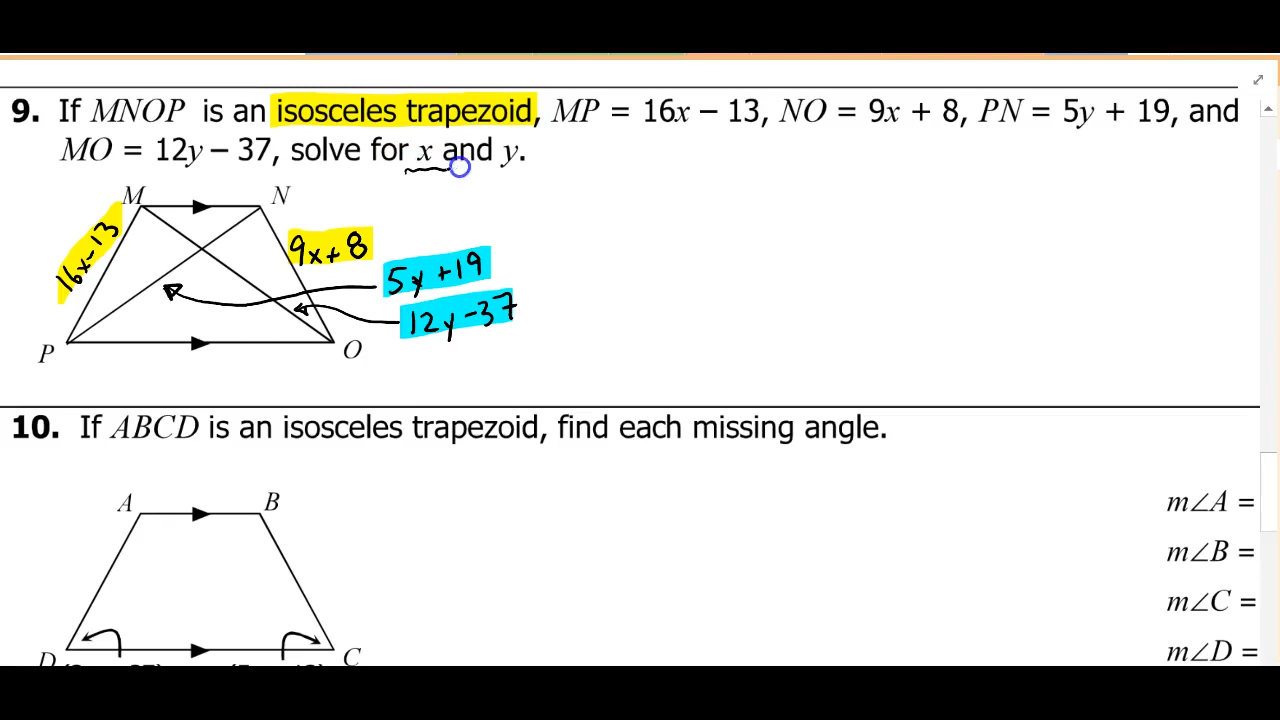 9. If MNOP is an isosceles trapezoid, MP = 16x – 13, NO = 9x + 8, PN = 5y + 19, and
MO = 12y – 37, solve for x and y.
M
N
16x-13
9x+8
5y+19
12y-37
P
O
10. If ABCD is an isosceles trapezoid, find each missing angle.
A
B
m∠A =
m∠B =
m∠C =
D
C
m∠D =